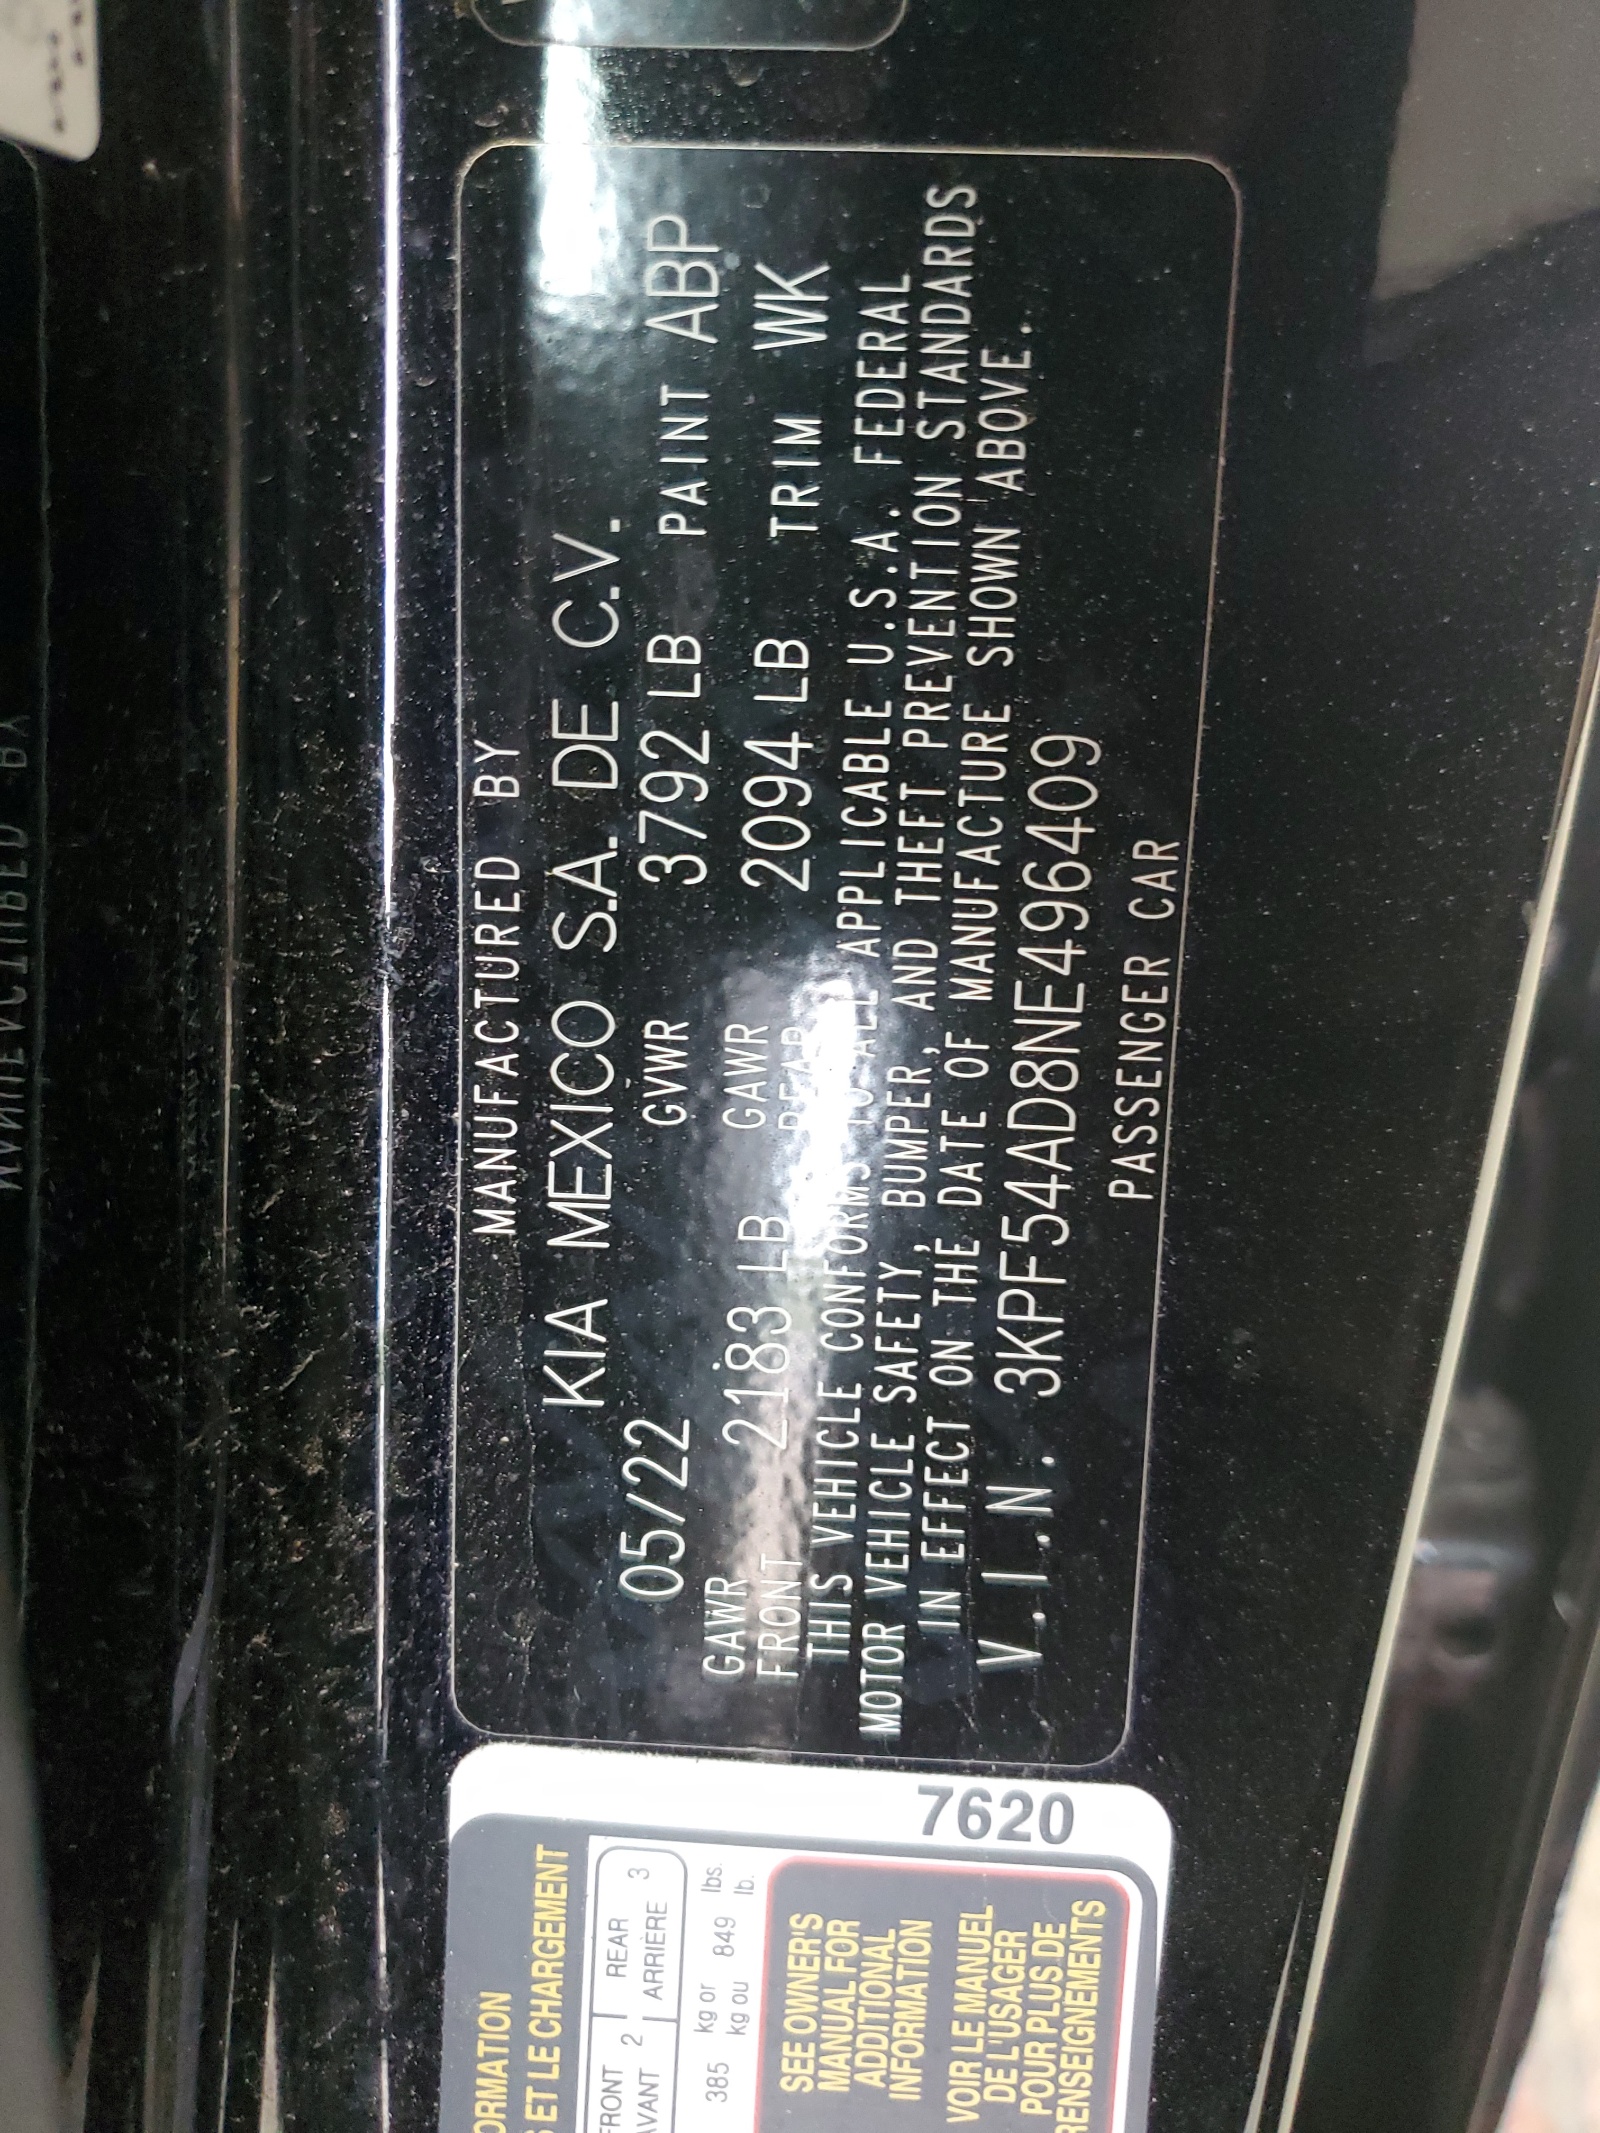 MANUFACTURED BY
KIA MEXICO S.A. DE C.V.
05/22 GVWR 3792 LB PAINT ABP
GAWR GAWR
FRONT 2183 LB REAR 2094 LB TRIM WK
THIS VEHICLE CONFORMS TO ALL APPLICABLE U.S.A. FEDERAL
MOTOR VEHICLE SAFETY, BUMPER, AND THEFT PREVENTION STANDARDS
IN EFFECT ON THE DATE OF MANUFACTURE SHOWN ABOVE.
V.I.N. 3KPF54AD8NE496409
PASSENGER CAR
ORMATION
ET LE CHARGEMENT
FRONT 2 REAR 3
AVANT ARRIÈRE
385 kg or 849 lbs.
kg ou lb.
SEE OWNER'S
MANUAL FOR
ADDITIONAL
INFORMATION
VOIR LE MANUEL
DE L'USAGER
POUR PLUS DE
RENSEIGNEMENTS
7620